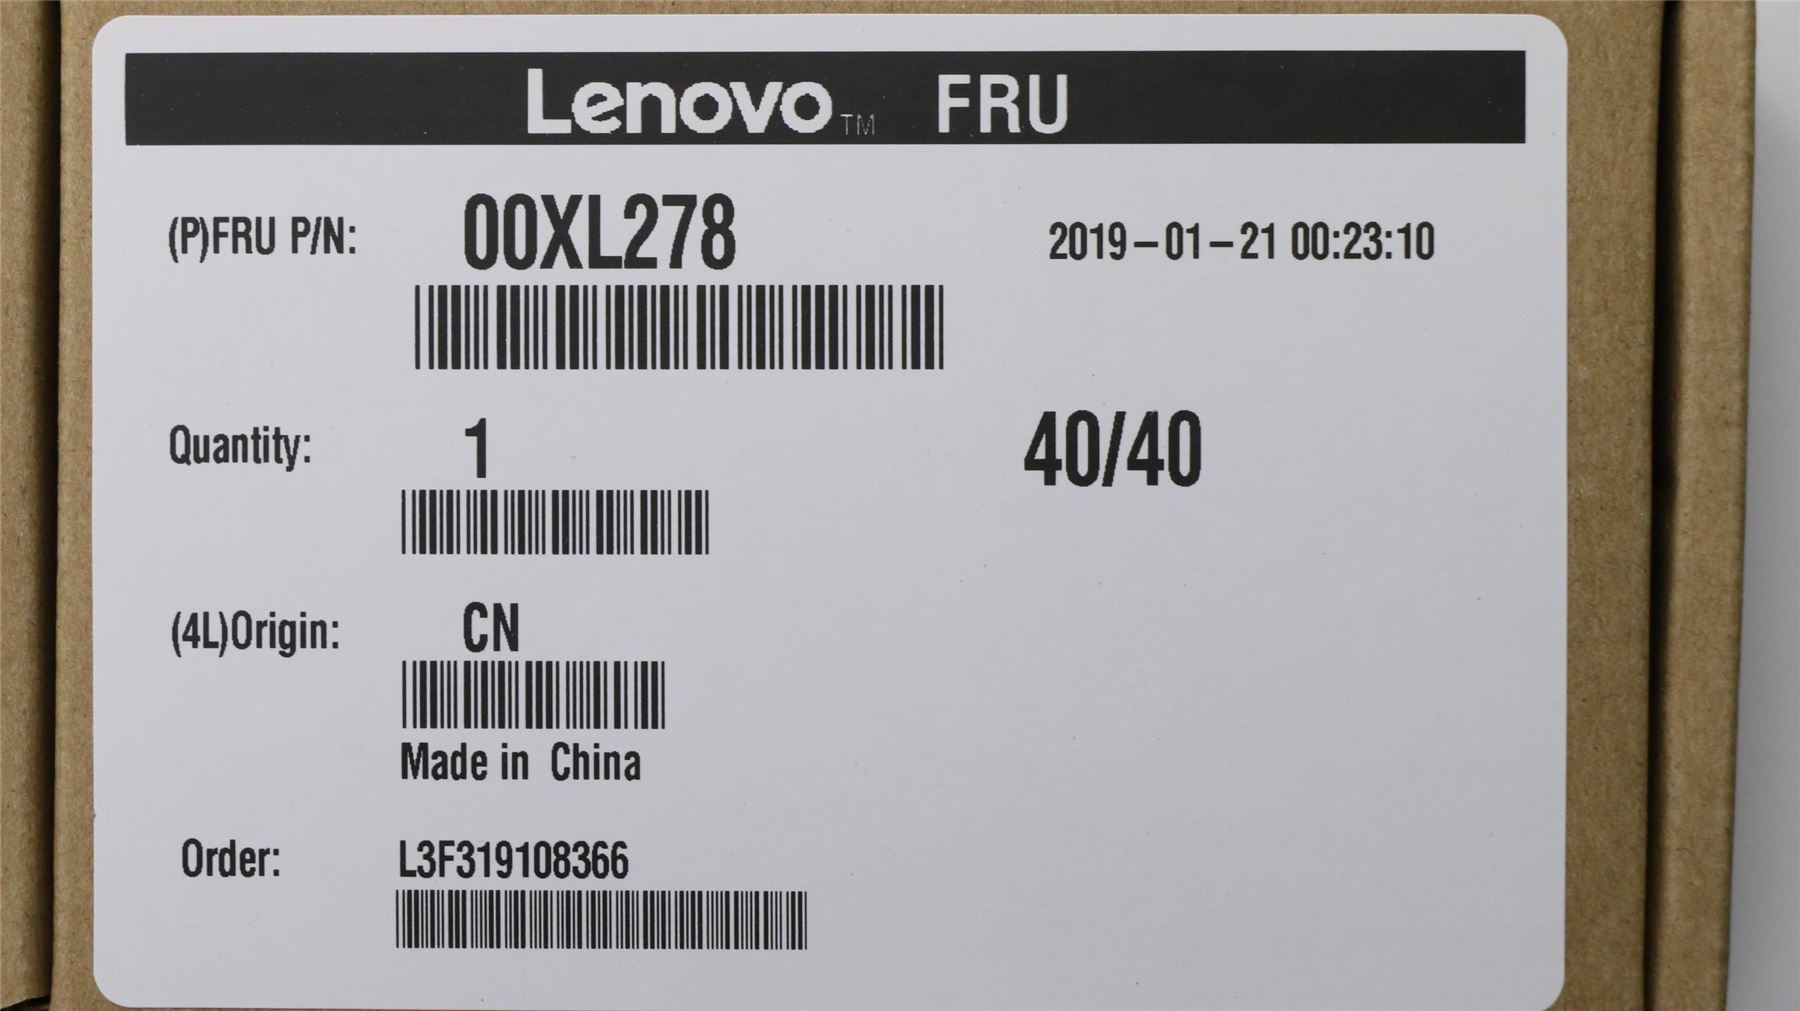 Lenovo™ FRU
(P)FRU P/N: 00XL278 2019-01-21 00:23:10
Quantity: 1 40/40
(4L)Origin: CN
Made in China
Order: L3F319108366